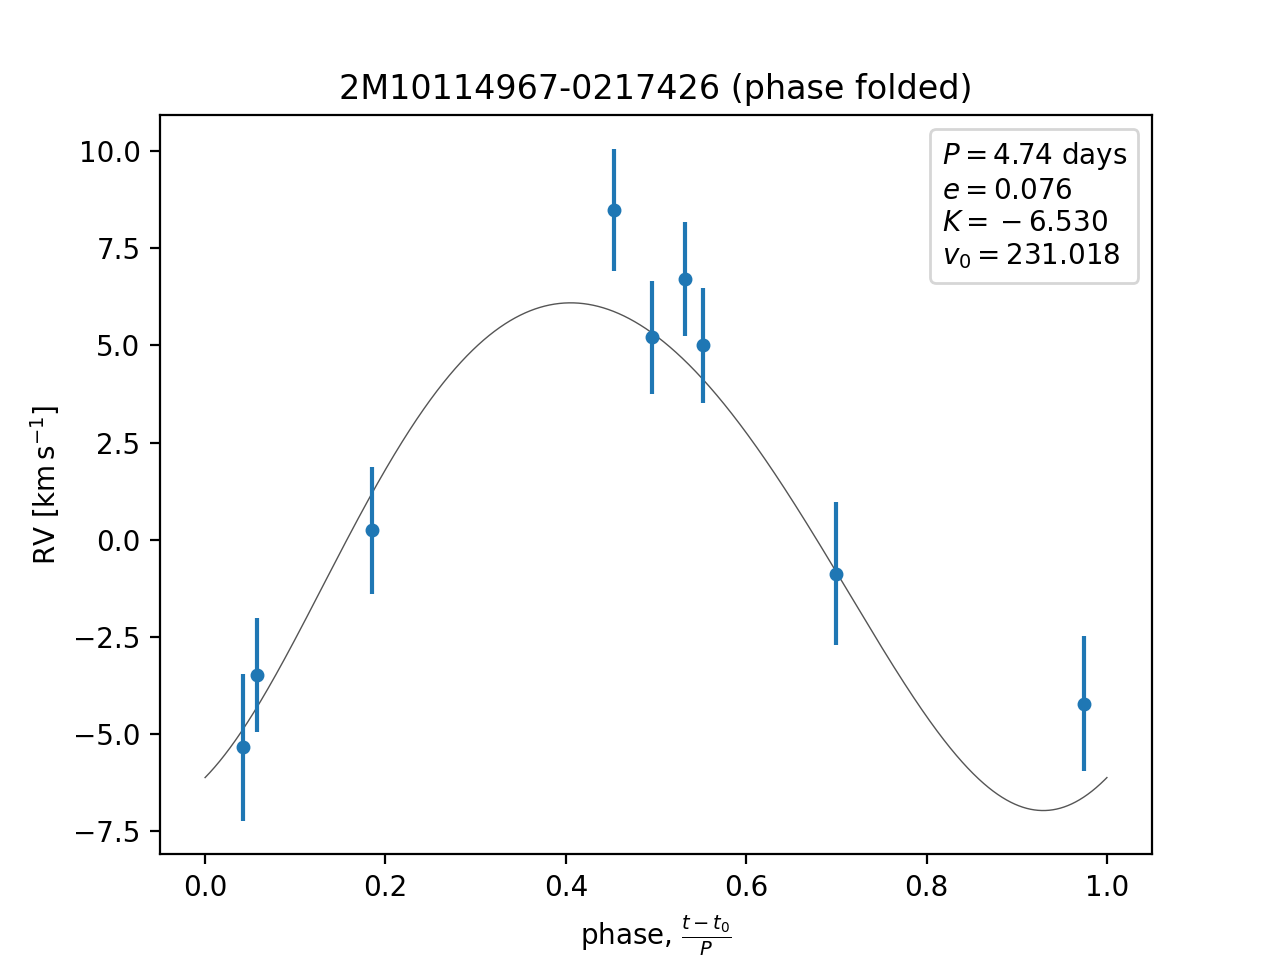 2M10114967-0217426 (phase folded)
P = 4.74 days
e = 0.076
K = −6.530
v₀ = 231.018
10.0
7.5
5.0
2.5
0.0
−2.5
−5.0
−7.5
RV [km s⁻¹]
0.0 0.2 0.4 0.6 0.8 1.0
phase, (t − t₀)/P